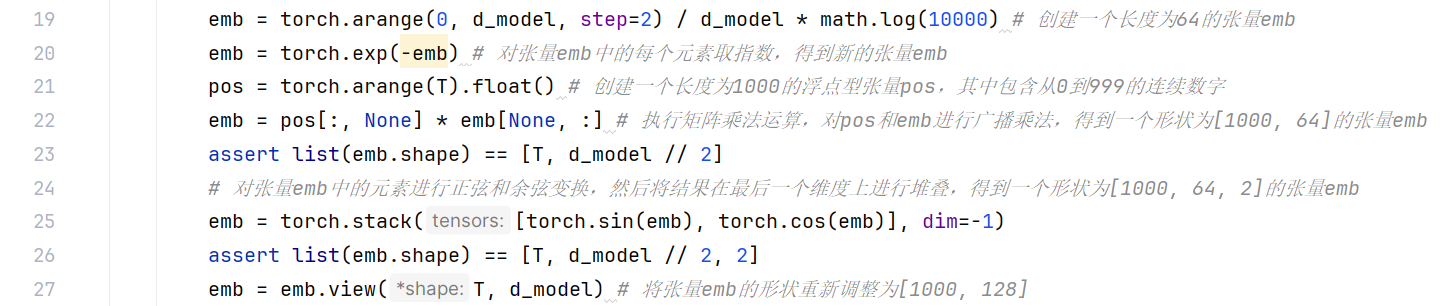 19 emb = torch.arange(0, d_model, step=2) / d_model * math.log(10000) # 创建一个长度为64的张量emb
20 emb = torch.exp(-emb) # 对张量emb中的每个元素取指数，得到新的张量emb
21 pos = torch.arange(T).float() # 创建一个长度为1000的浮点型张量pos，其中包含从0到999的连续数字
22 emb = pos[:, None] * emb[None, :] # 执行矩阵乘法运算，对pos和emb进行广播乘法，得到一个形状为[1000, 64]的张量emb
23 assert list(emb.shape) == [T, d_model // 2]
24 # 对张量emb中的元素进行正弦和余弦变换，然后将结果在最后一个维度上进行堆叠，得到一个形状为[1000, 64, 2]的张量emb
25 emb = torch.stack( tensors: [torch.sin(emb), torch.cos(emb)], dim=-1)
26 assert list(emb.shape) == [T, d_model // 2, 2]
27 emb = emb.view( *shape: T, d_model) # 将张量emb的形状重新调整为[1000, 128]